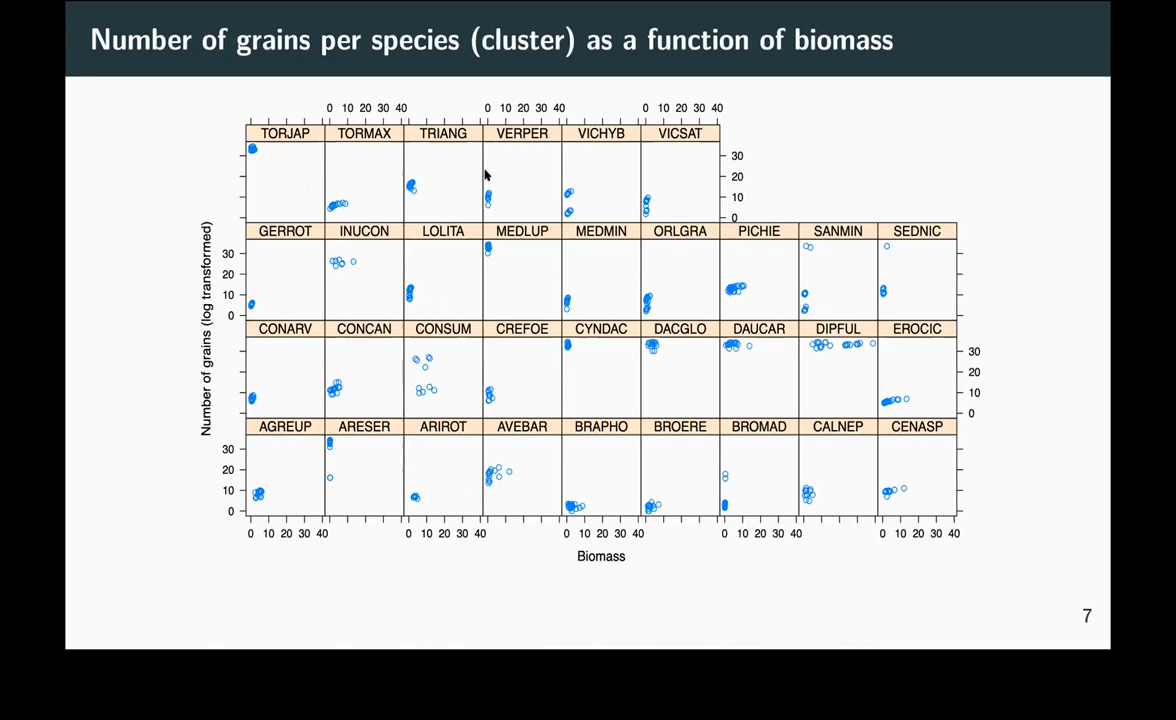 Number of grains per species (cluster) as a function of biomass
0 10 20 30 40 0 10 20 30 40 0 10 20 30 40
TORJAP TORMAX TRIANG VERPER VICHYB VICSAT
30
20
10
0
GERROT INUCON LOLITA MEDLUP MEDMIN ORLGRA PICHIE SANMIN SEDNIC
30
20
10
0
CONARV CONCAN CONSUM CREFOE CYNDAC DACGLO DAUCAR DIPFUL EROCIC
30
20
10
0
AGREUP ARESER ARIROT AVEBAR BRAPHO BROERE BROMAD CALNEP CENASP
30
20
10
0
0 10 20 30 40 0 10 20 30 40 0 10 20 30 40 0 10 20 30 40 0 10 20 30 40
Number of grains (log transformed)
Biomass
7